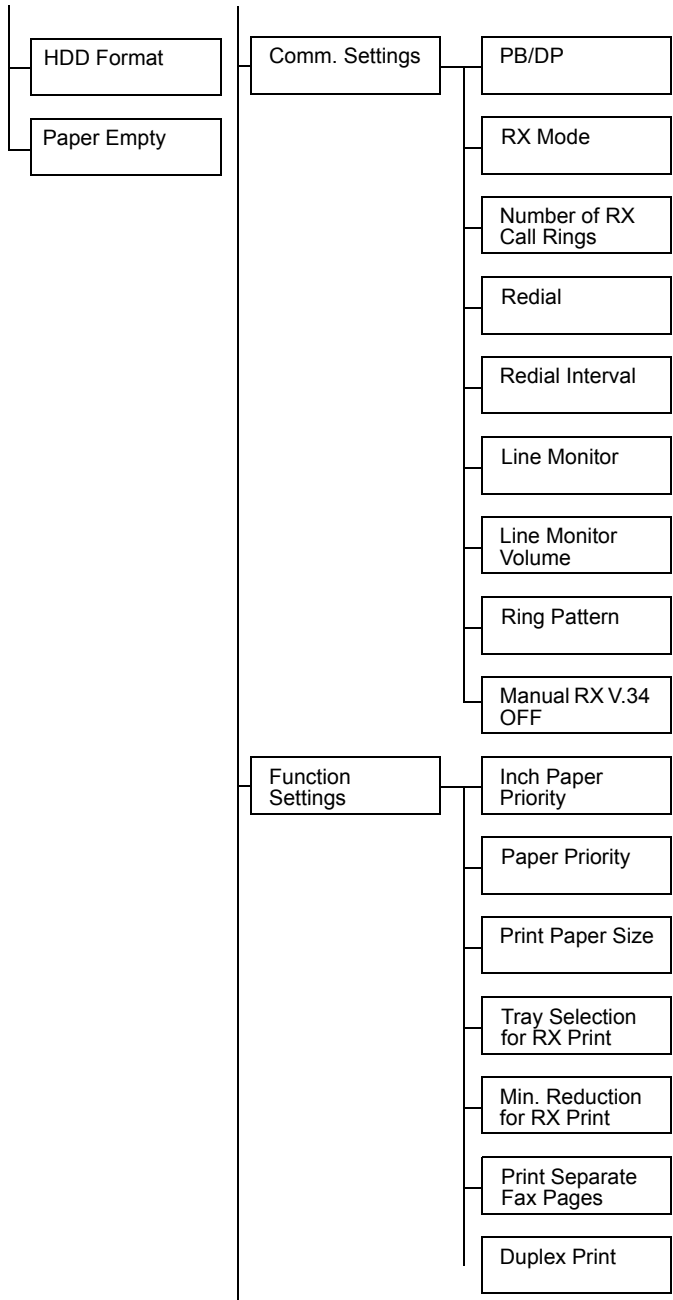 HDD Format
Paper Empty
Comm. Settings
PB/DP
RX Mode
Number of RX
Call Rings
Redial
Redial Interval
Line Monitor
Line Monitor
Volume
Ring Pattern
Manual RX V.34
OFF
Function
Settings
Inch Paper
Priority
Paper Priority
Print Paper Size
Tray Selection
for RX Print
Min. Reduction
for RX Print
Print Separate
Fax Pages
Duplex Print